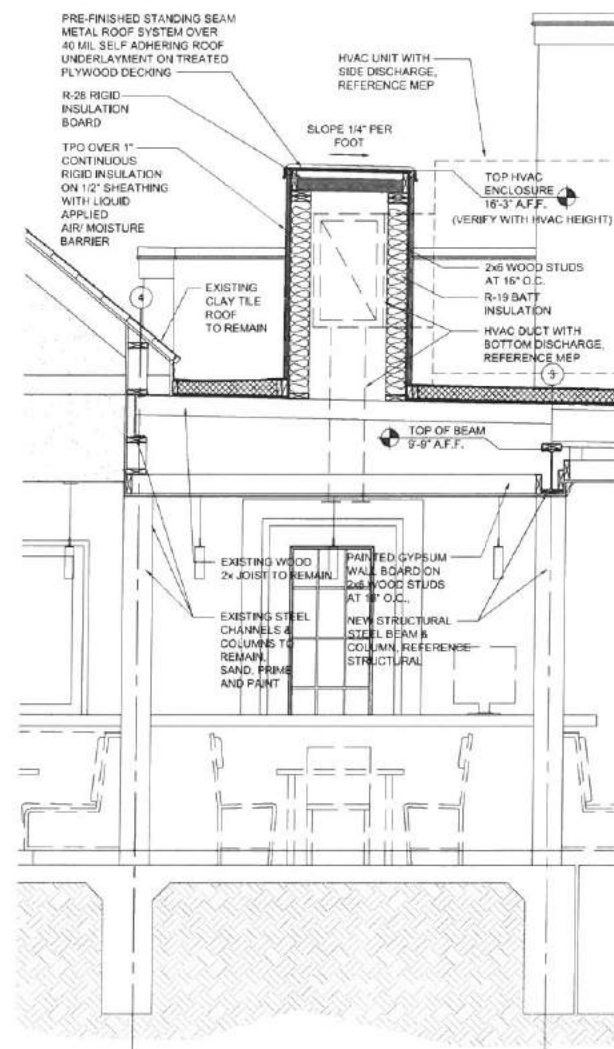 PRE-FINISHED STANDING SEAM
METAL ROOF SYSTEM OVER
40 MIL SELF ADHERING ROOF
UNDERLAYMENT ON TREATED
PLYWOOD DECKING
R-28 RIGID
INSULATION
BOARD
TPO OVER 1"
CONTINUOUS
RIGID INSULATION
ON 1/2" SHEATHING
WITH LIQUID
APPLIED
AIR/ MOISTURE
BARRIER
HVAC UNIT WITH
SIDE DISCHARGE,
REFERENCE MEP
SLOPE 1/4" PER
FOOT
TOP HVAC
ENCLOSURE
16'-3" A.F.F.
(VERIFY WITH HVAC HEIGHT)
EXISTING
CLAY TILE
ROOF
TO REMAIN
4
2x6 WOOD STUDS
AT 16" O.C.
R-19 BATT
INSULATION
HVAC DUCT WITH
BOTTOM DISCHARGE,
REFERENCE MEP
3
TOP OF BEAM
9'-9" A.F.F.
EXISTING WOOD
2x JOIST TO REMAIN
EXISTING STEEL
CHANNELS &
COLUMNS TO
REMAIN,
SAND, PRIME
AND PAINT
PAINTED GYPSUM
WALL BOARD ON
2x6 WOOD STUDS
AT 16" O.C.,
NEW STRUCTURAL
STEEL BEAM &
COLUMN, REFERENCE
STRUCTURAL